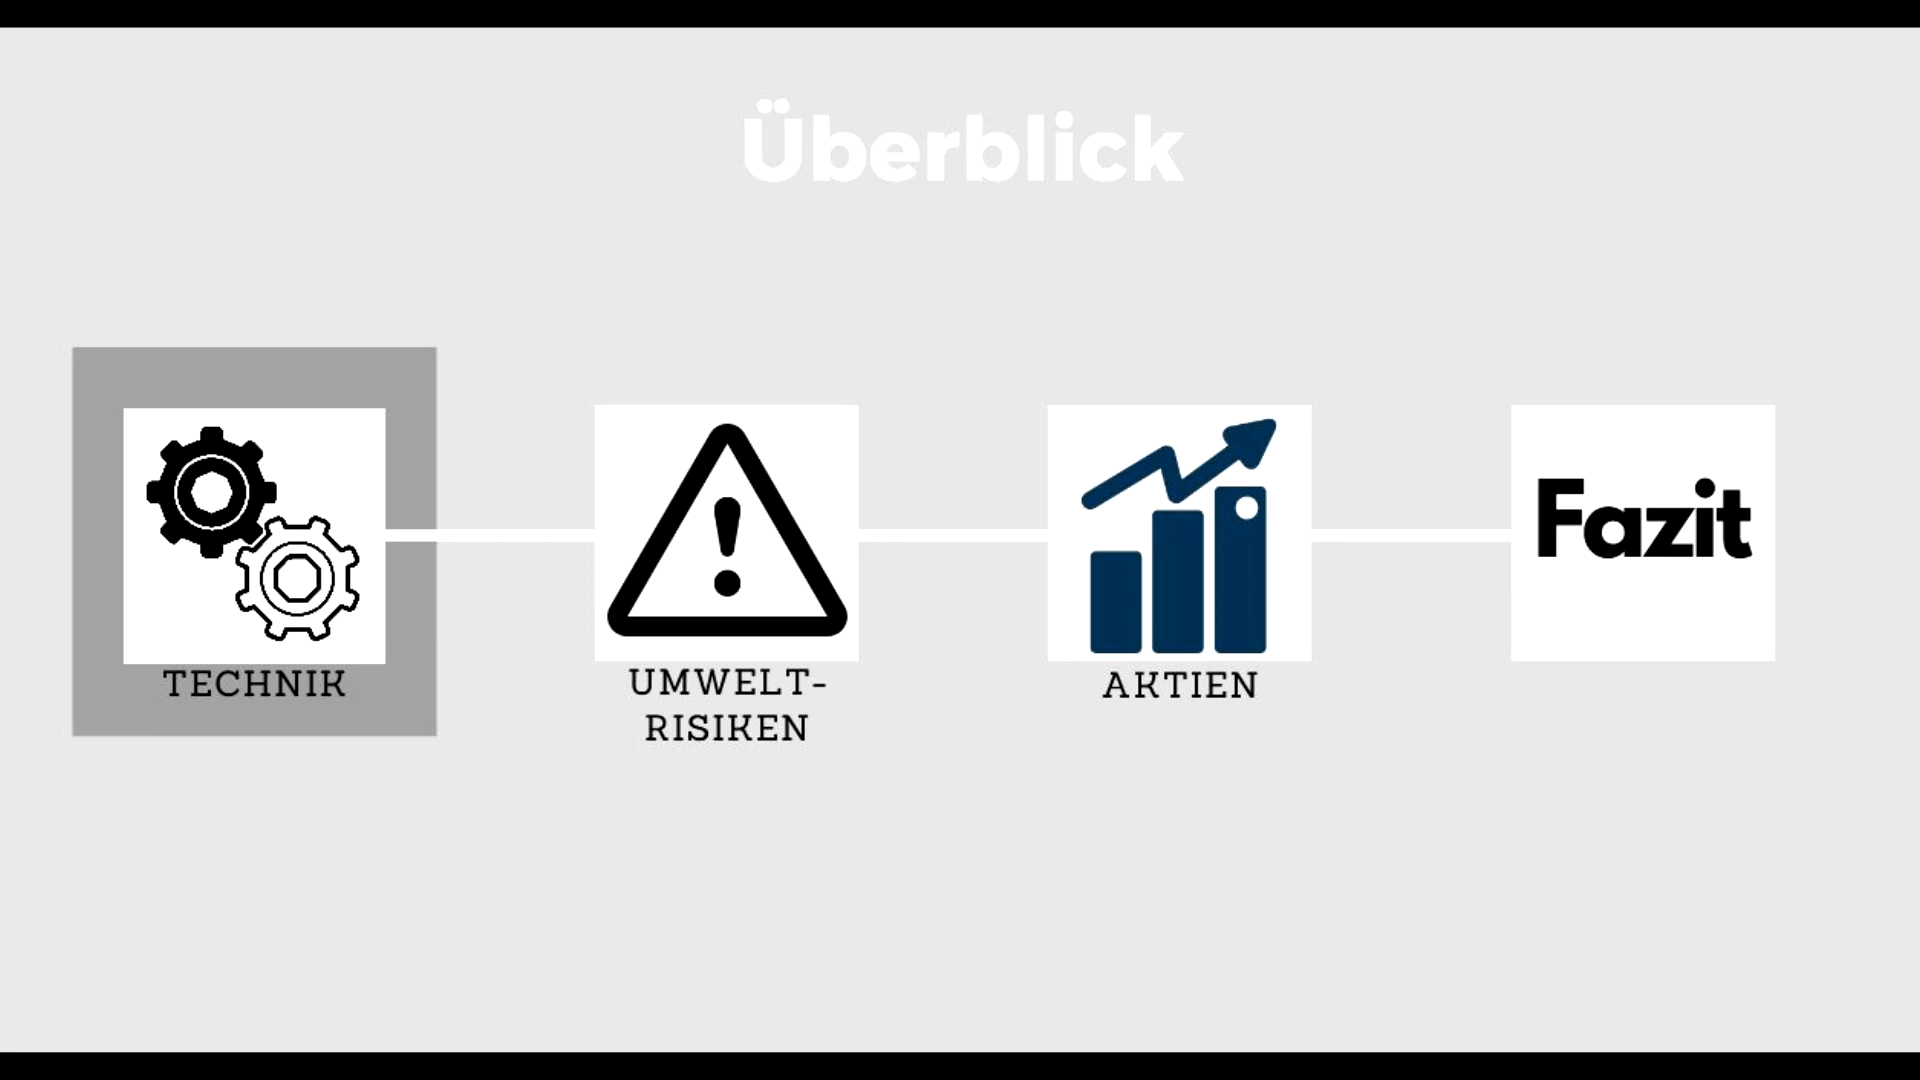 Überblick
TECHNIK
UMWELT-
RISIKEN
AKTIEN
Fazit